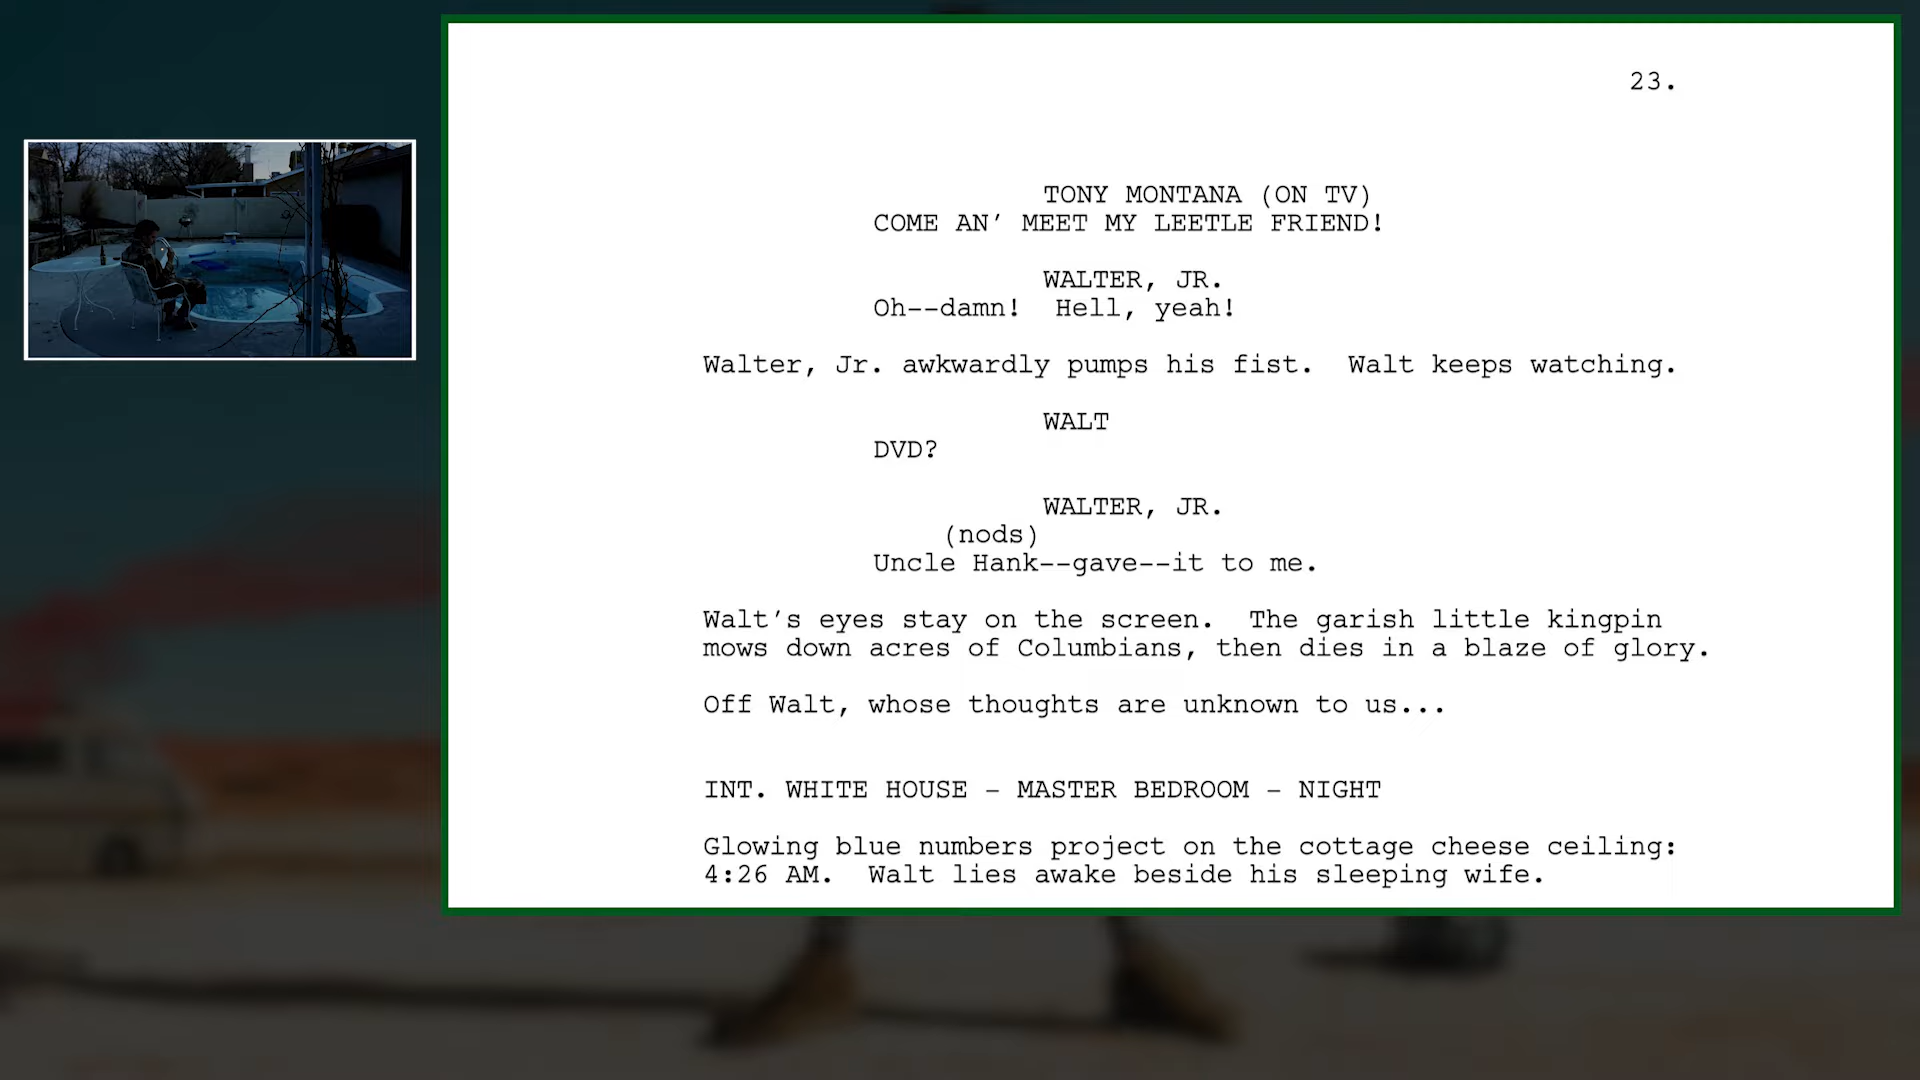 23.
TONY MONTANA (ON TV)
COME AN’ MEET MY LEETLE FRIEND!
WALTER, JR.
Oh--damn!  Hell, yeah!
Walter, Jr. awkwardly pumps his fist.  Walt keeps watching.
WALT
DVD?
WALTER, JR.
(nods)
Uncle Hank--gave--it to me.
Walt’s eyes stay on the screen.  The garish little kingpin
mows down acres of Columbians, then dies in a blaze of glory.
Off Walt, whose thoughts are unknown to us...
INT. WHITE HOUSE – MASTER BEDROOM – NIGHT
Glowing blue numbers project on the cottage cheese ceiling:
4:26 AM.  Walt lies awake beside his sleeping wife.